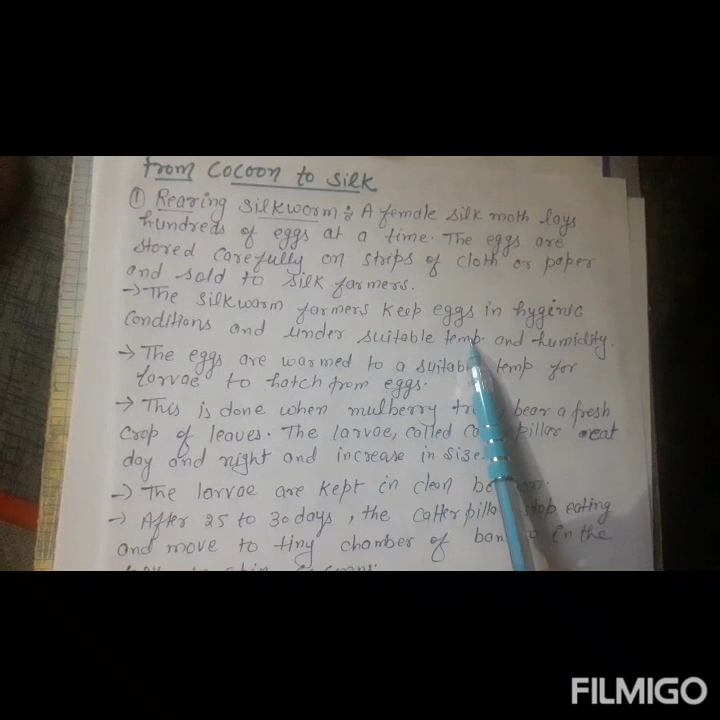 From Cocoon to Silk
① Rearing silkworm : A female silk moth lays
hundreds of eggs at a time. The eggs are
stored carefully on strips of cloth or paper
and sold to silk farmers.
→ The silkworm farmers keep eggs in hygenic
conditions and under suitable temp. and humidity.
→ The eggs are warmed to a suitable temp for
larvae to hatch from eggs.
→ This is done when mulberry bear a fresh
crop of leaves. The larvae, called eat
day and night and increase in size
→ The larvae are kept in clean
→ After 25 to 30 days, the catterpilla stop eating
and move to tiny chamber of in the
FILMIGO